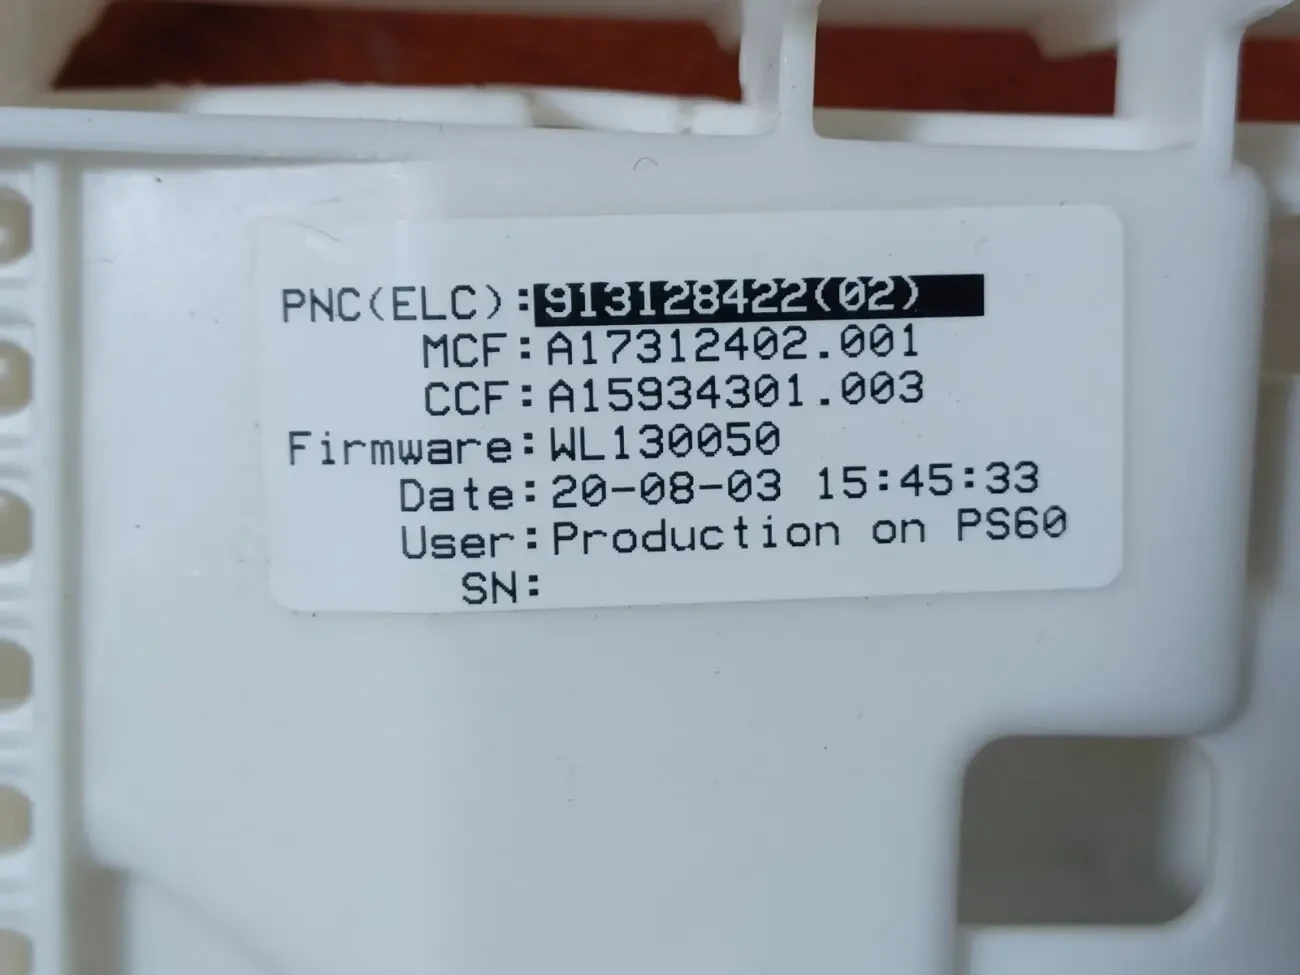 PNC(ELC):913128422(02)
MCF:A17312402.001
CCF:A15934301.003
Firmware:WL130050
Date:20-08-03 15:45:33
User:Production on PS60
SN: